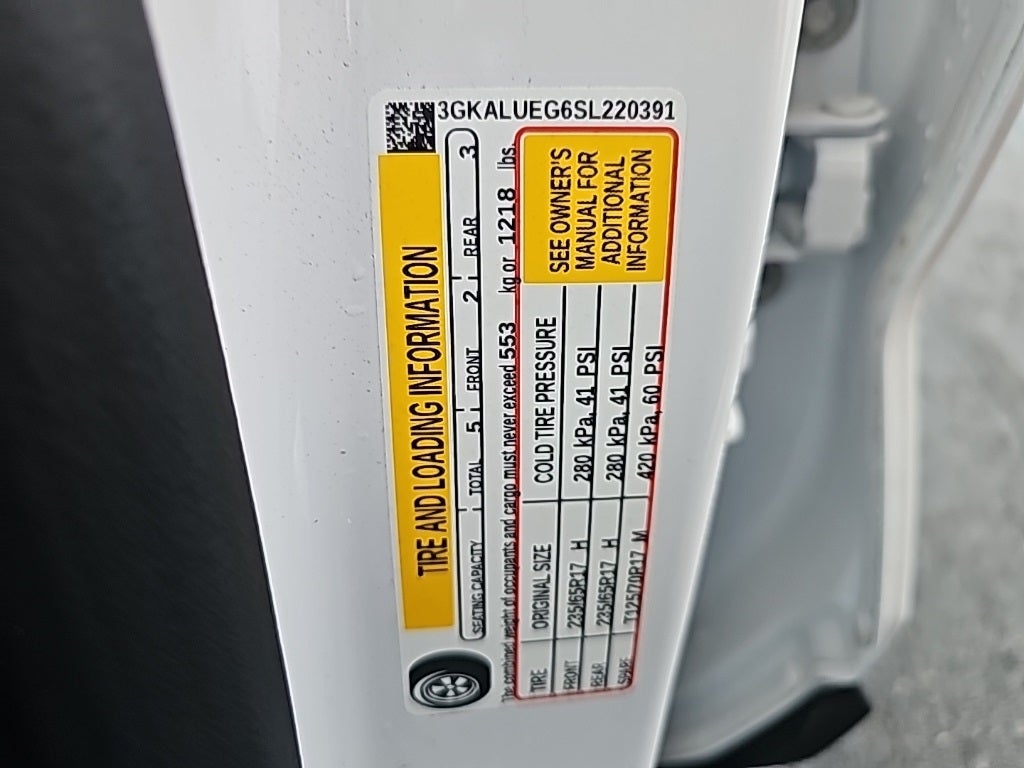 3GKALUEG6SL220391
TIRE AND LOADING INFORMATION
SEATING CAPACITY TOTAL 5 FRONT 2 REAR 3
The combined weight of occupants and cargo must never exceed 553 kg or 1218 lbs.
TIRE ORIGINAL SIZE COLD TIRE PRESSURE
FRONT 235/65R17 H 280 kPa, 41 PSI
REAR 235/65R17 H 280 kPa, 41 PSI
SPARE T125/70R17 M 420 kPa, 60 PSI
SEE OWNER'S
MANUAL FOR
ADDITIONAL
INFORMATION